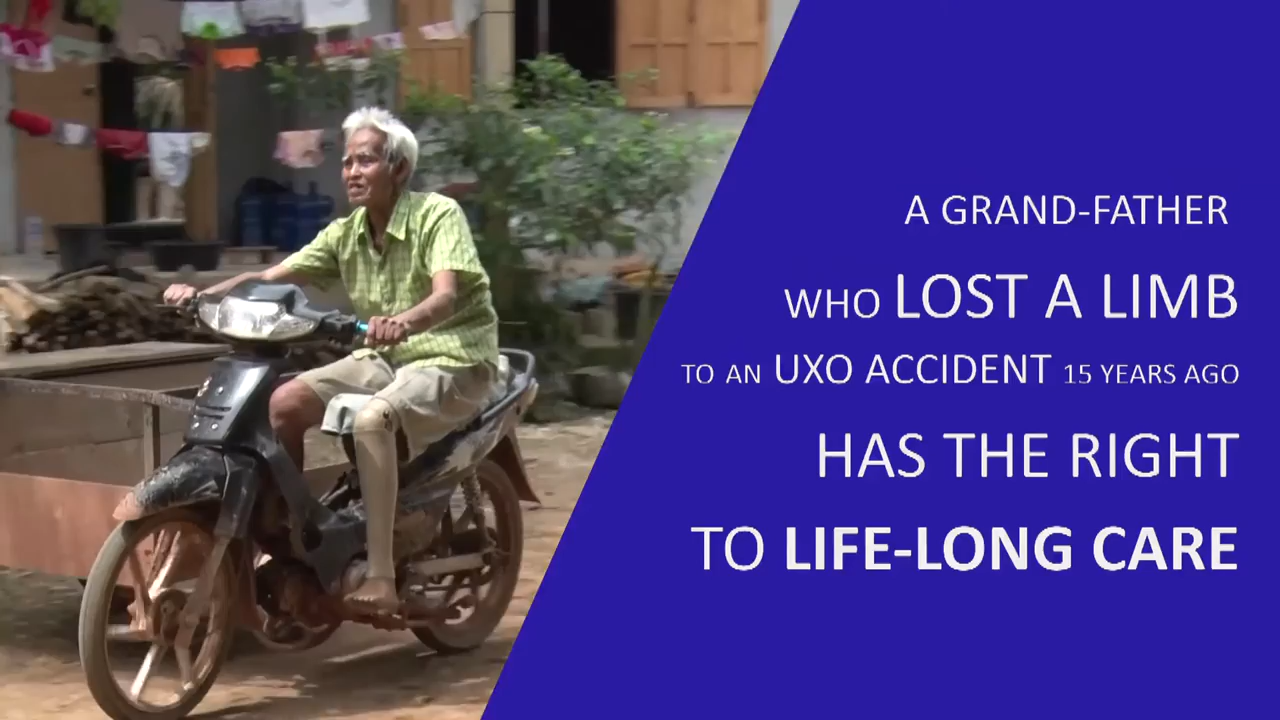 A GRAND-FATHER
WHO LOST A LIMB
TO AN UXO ACCIDENT 15 YEARS AGO
HAS THE RIGHT
TO LIFE-LONG CARE